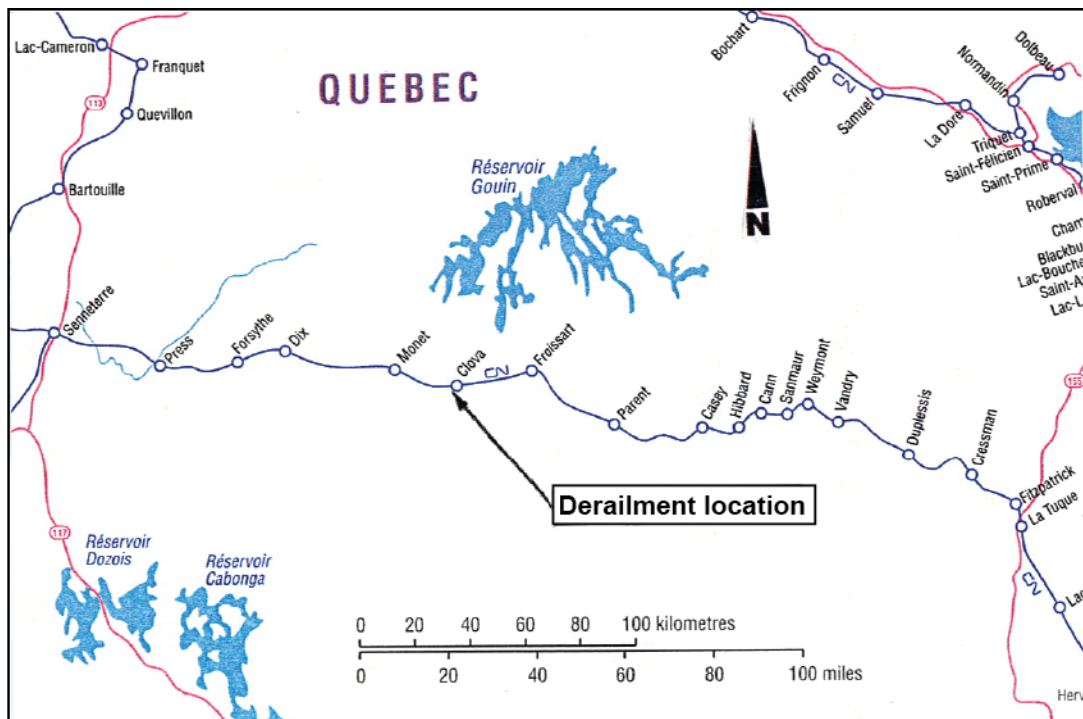 Lac-Cameron
Franquet
Quevillon
113
Bartouille
QUEBEC
Réservoir
Gouin
N
Bochart
Frignon
CN
Samuel
La Dore
Normandin
Dolbeau
Triquet
Saint-Félicien
Saint-Prime
Roberval
Senneterre
Press
Forsythe
Dix
Monet
Clova
CN
Froissart
Parent
Casey
Hibbard
Cann
Sanmaur
Weymont
Vandry
Duplessis
Cressman
Fitzpatrick
La Tuque
155
CN
Derailment location
117
Réservoir
Dozois
Réservoir
Cabonga
0 20 40 60 80 100 kilometres
0 20 40 60 80 100 miles